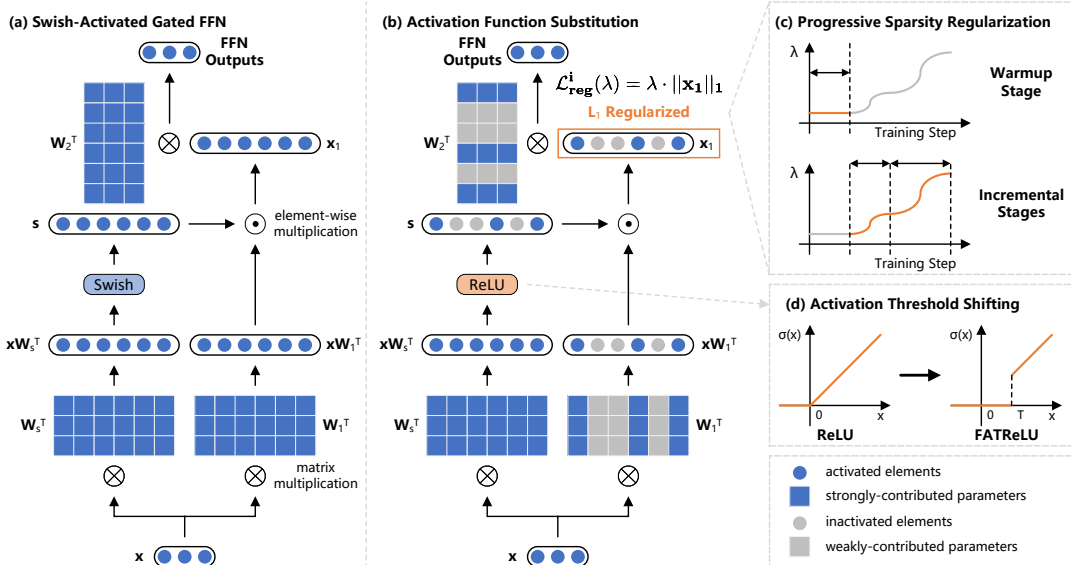 (a) Swish-Activated Gated FFN
FFN
Outputs
W₂ᵀ
x₁
s
element-wise
multiplication
Swish
xWₛᵀ
xW₁ᵀ
Wₛᵀ
W₁ᵀ
matrix
multiplication
x
(b) Activation Function Substitution
FFN
Outputs
𝓛ⁱreg(λ) = λ · ||x₁||₁
L₁ Regularized
W₂ᵀ
x₁
s
ReLU
xWₛᵀ
xW₁ᵀ
Wₛᵀ
W₁ᵀ
x
(c) Progressive Sparsity Regularization
λ
Warmup
Stage
Training Step
λ
Incremental
Stages
Training Step
(d) Activation Threshold Shifting
σ(x)
0
x
ReLU
σ(x)
0
T
x
FATReLU
activated elements
strongly-contributed parameters
inactivated elements
weakly-contributed parameters